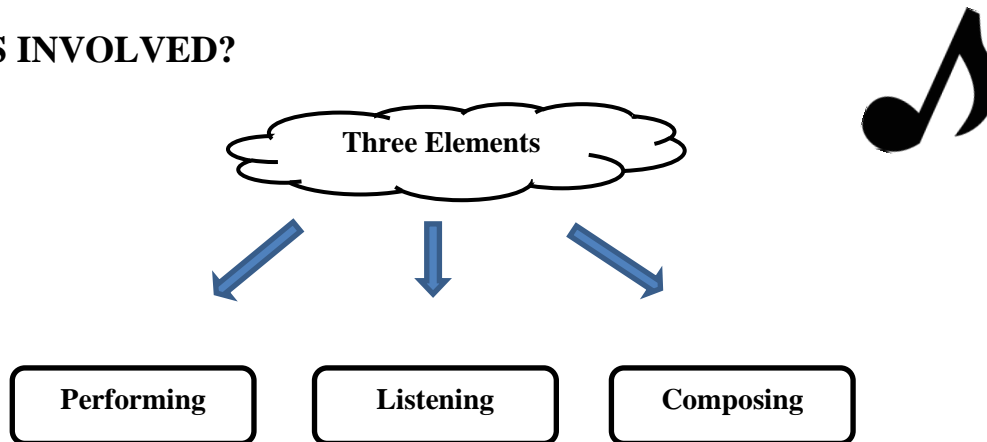 S INVOLVED?
Three Elements
Performing
Listening
Composing